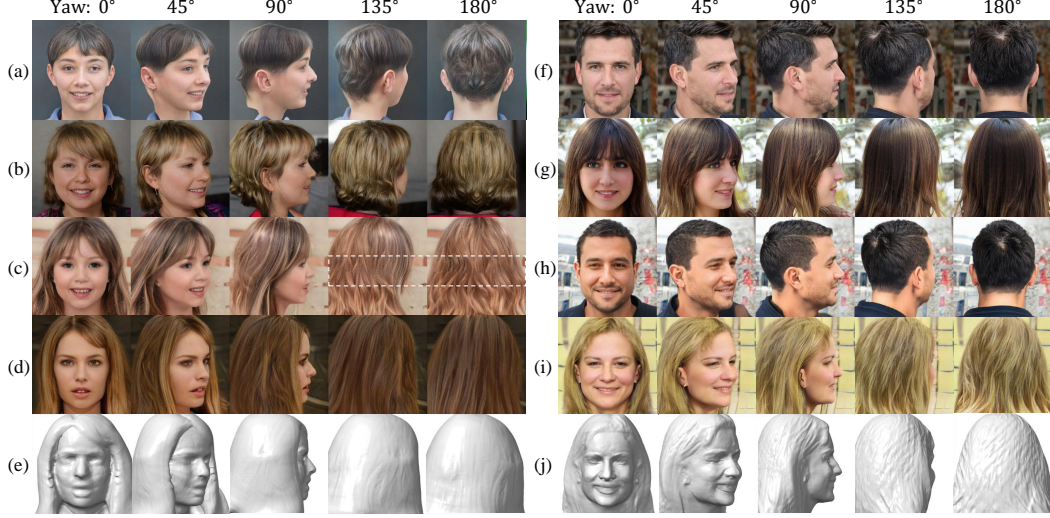 Yaw: 0° 45° 90° 135° 180° Yaw: 0° 45° 90° 135° 180°
(a) (f)
(b) (g)
(c) (h)
(d) (i)
(e) (j)